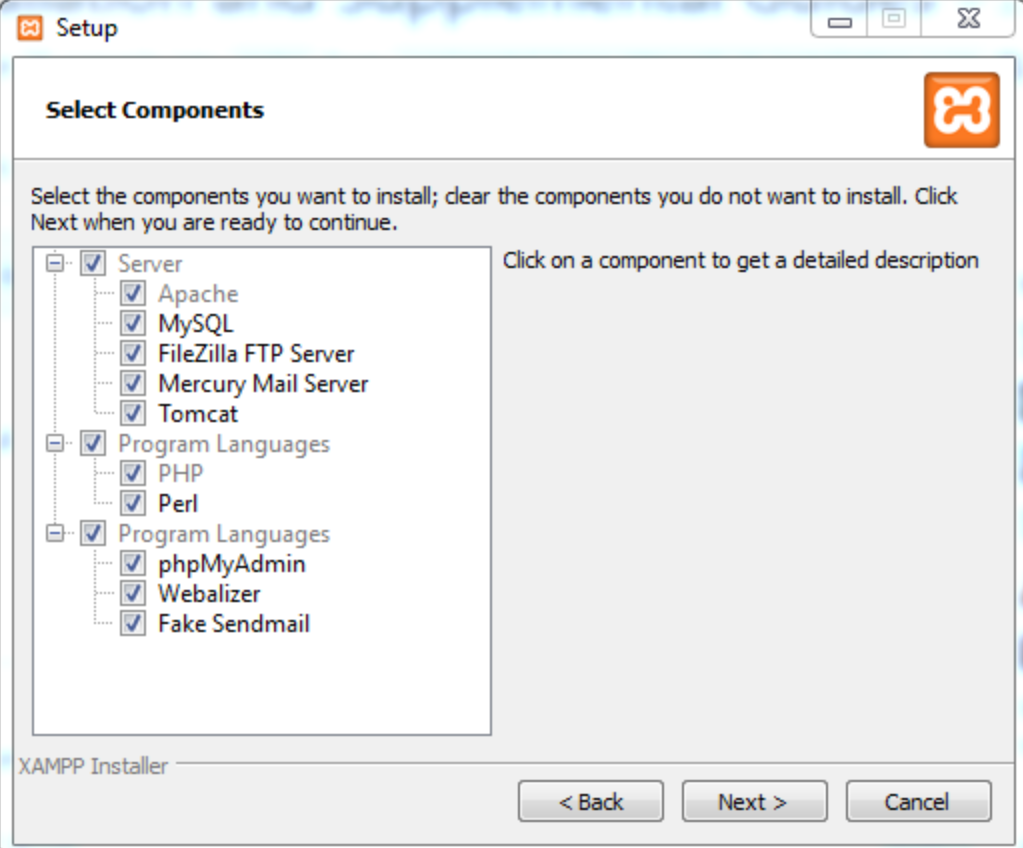 Setup
Select Components
Select the components you want to install; clear the components you do not want to install. Click
Next when you are ready to continue.
Server
Apache
MySQL
FileZilla FTP Server
Mercury Mail Server
Tomcat
Program Languages
PHP
Perl
Program Languages
phpMyAdmin
Webalizer
Fake Sendmail
Click on a component to get a detailed description
XAMPP Installer
< Back
Next >
Cancel